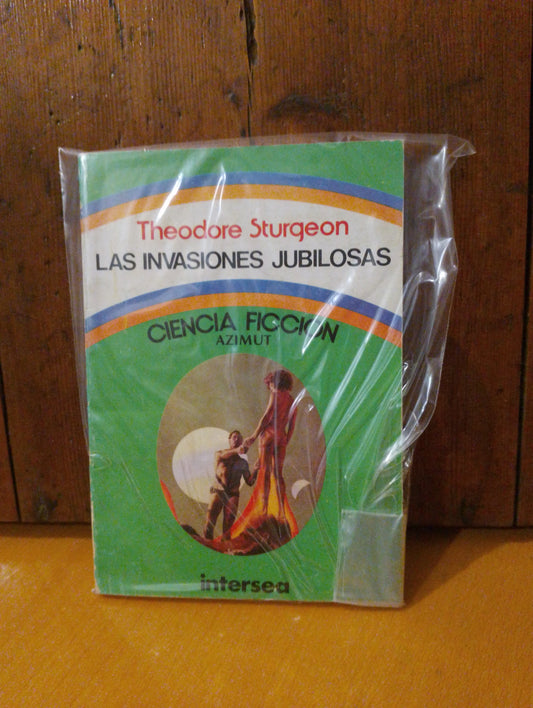 Theodore Sturgeon
LAS INVASIONES JUBILOSAS
CIENCIA FICCION
AZIMUT
intersea